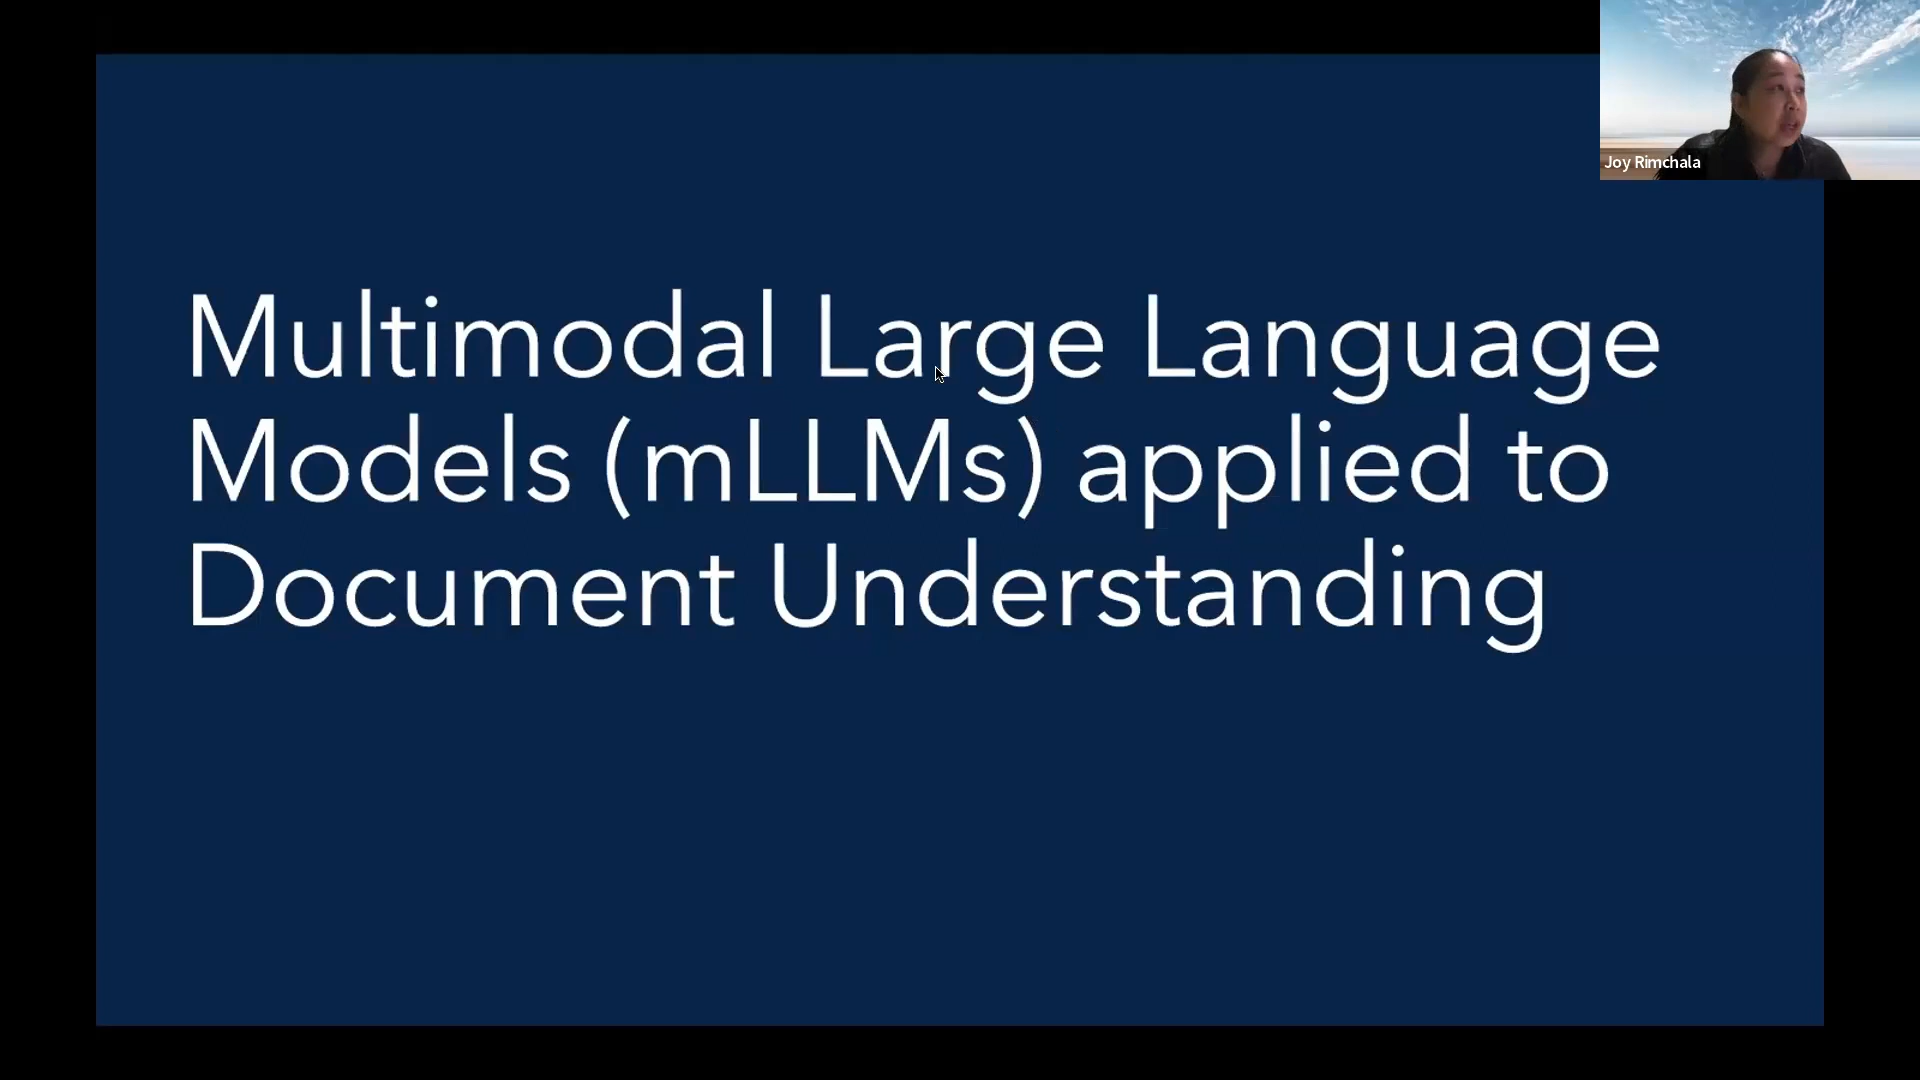 Multimodal Large Language
Models (mLLMs) applied to
Document Understanding
Joy Rimchala